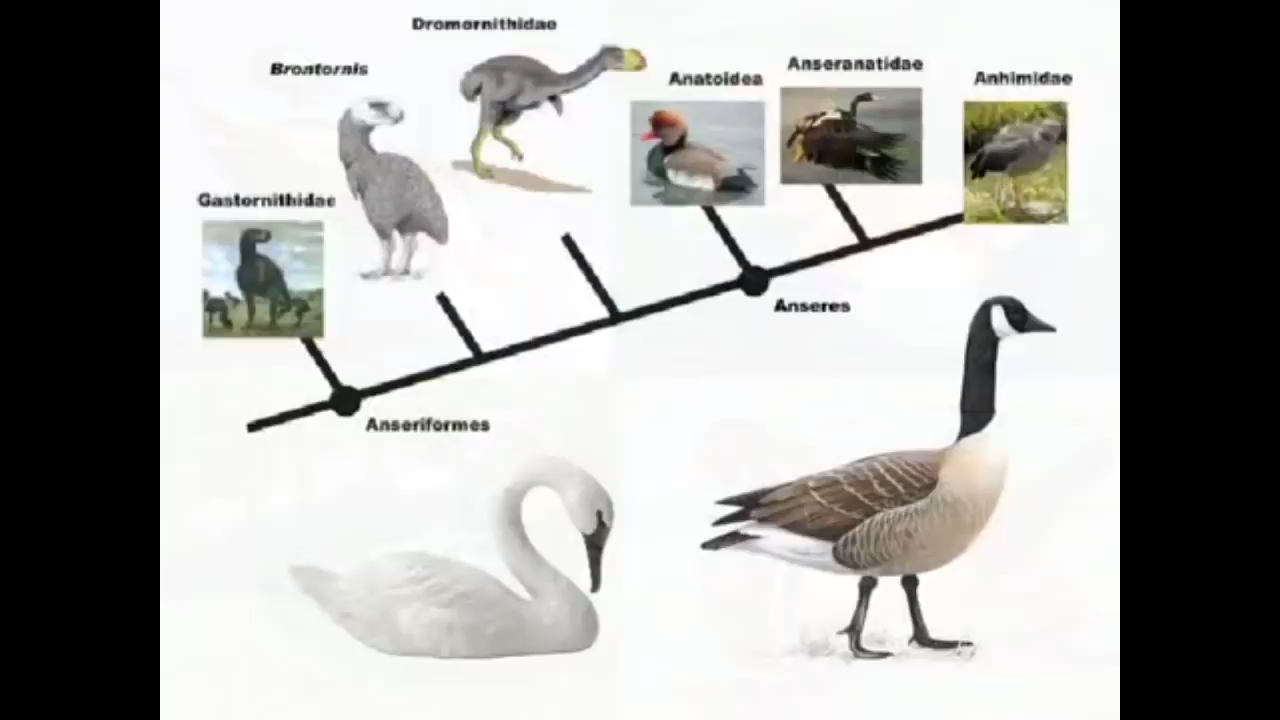 Dromornithidae
Brontornis
Anatoidea
Anseranatidae
Anhimidae
Gastornithidae
Anseres
Anseriformes